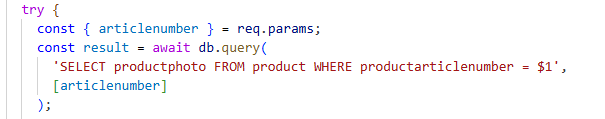 try {
const { articlenumber } = req.params;
const result = await db.query(
'SELECT productphoto FROM product WHERE productarticlenumber = $1',
[articlenumber]
);